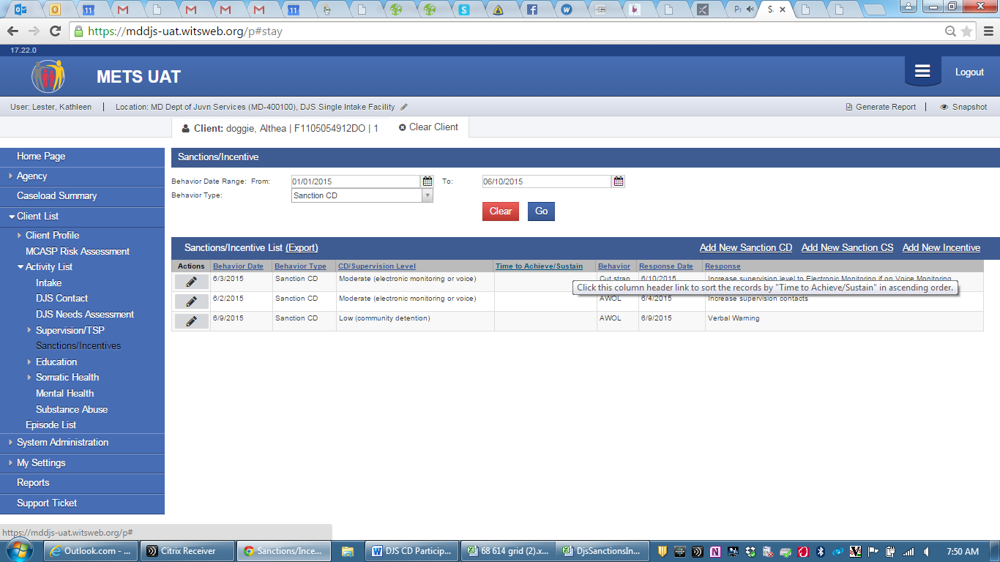 https://mddjs-uat.witsweb.org/p#stay
17.22.0
METS UAT
Logout
User: Lester, Kathleen | Location: MD Dept of Juvn Services (MD-400100), DJS Single Intake Facility
Generate Report | Snapshot
Client: doggie, Althea | F1105054912DO | 1 Clear Client
Home Page
Agency
Caseload Summary
Client List
Client Profile
MCASP Risk Assessment
Activity List
Intake
DJS Contact
DJS Needs Assessment
Supervision/TSP
Sanctions/Incentives
Education
Somatic Health
Mental Health
Substance Abuse
Episode List
System Administration
My Settings
Reports
Support Ticket
Sanctions/Incentive
Behavior Date Range: From: 01/01/2015 To: 06/10/2015
Behavior Type: Sanction CD
Clear Go
Sanctions/Incentive List (Export) Add New Sanction CD Add New Sanction CS Add New Incentive
Actions Behavior Date Behavior Type CD/Supervision Level Time to Achieve/Sustain Behavior Response Date Response
6/3/2015 Sanction CD Moderate (electronic monitoring or voice) Cut strap 6/10/2015 Increase supervision level to Electronic Monitoring if on Voice Monitoring
Click this column header link to sort the records by "Time to Achieve/Sustain" in ascending order.
6/2/2015 Sanction CD Moderate (electronic monitoring or voice) AWOL 6/4/2015 Increase supervision contacts
6/9/2015 Sanction CD Low (community detention) AWOL 6/9/2015 Verbal Warning
https://mddjs-uat.witsweb.org/p#
Outlook.com - ... Citrix Receiver Sanctions/Ince... DJS CD Particip... 68 614 grid (2).x... DjsSanctionsIn... 7:50 AM